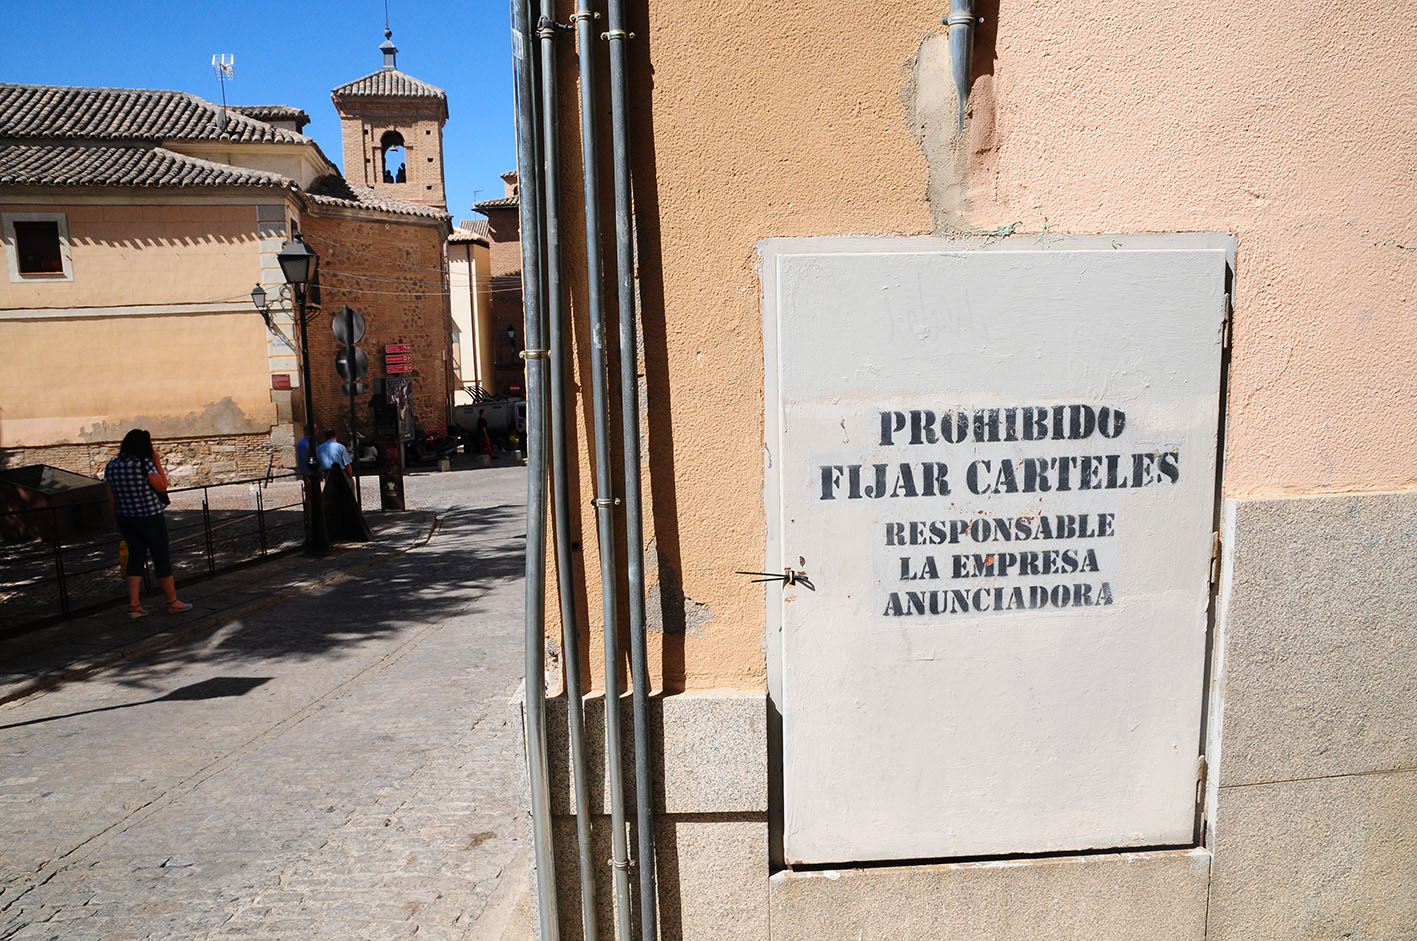 PROHIBIDO
FIJAR CARTELES
RESPONSABLE
LA EMPRESA
ANUNCIADORA